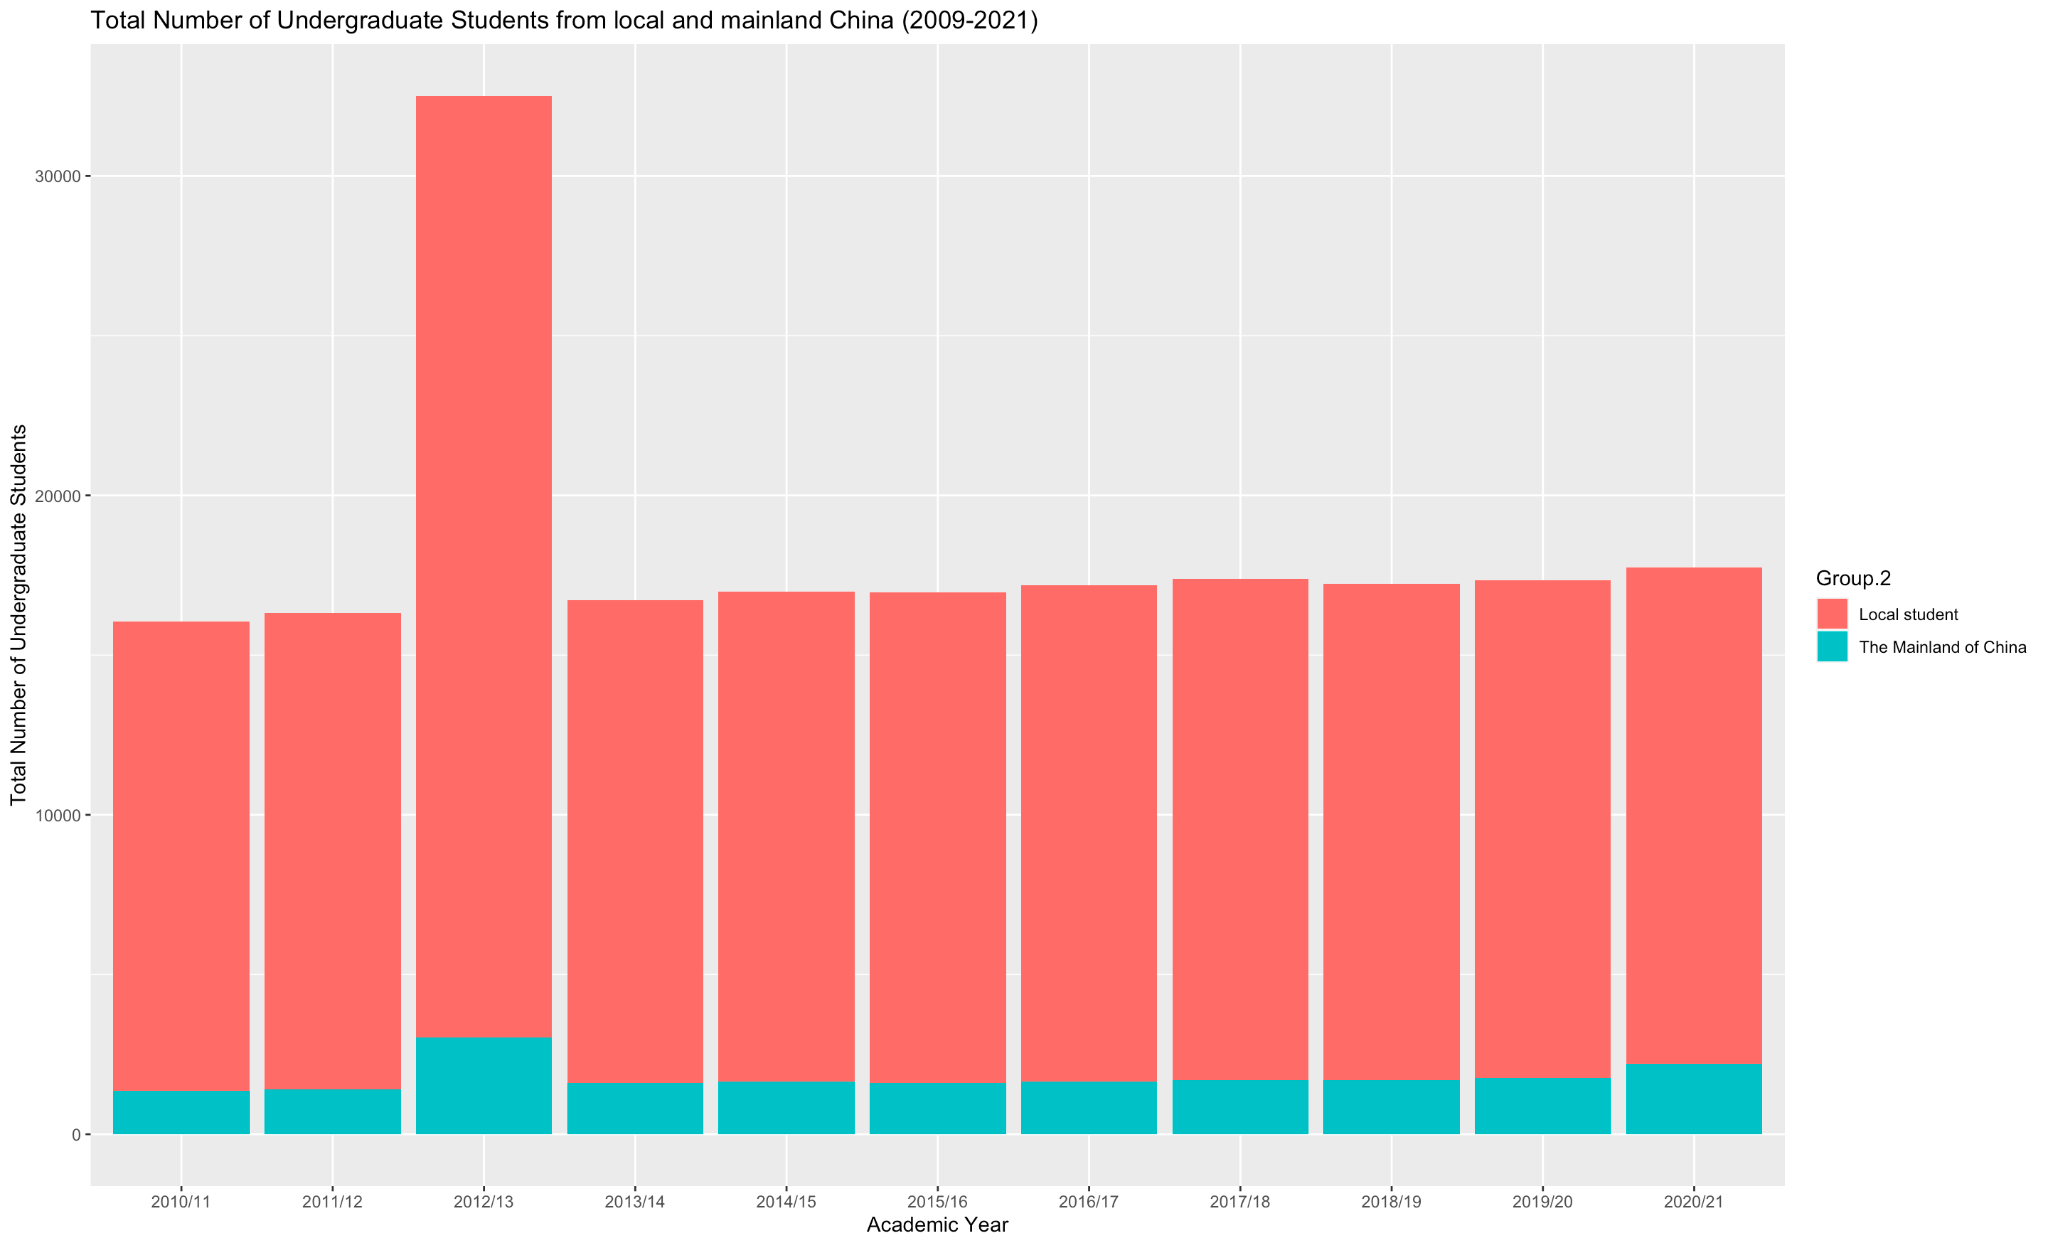 Total Number of Undergraduate Students from local and mainland China (2009-2021)
Total Number of Undergraduate Students
30000
20000
10000
0
2010/11 2011/12 2012/13 2013/14 2014/15 2015/16 2016/17 2017/18 2018/19 2019/20 2020/21
Academic Year
Group.2
Local student
The Mainland of China